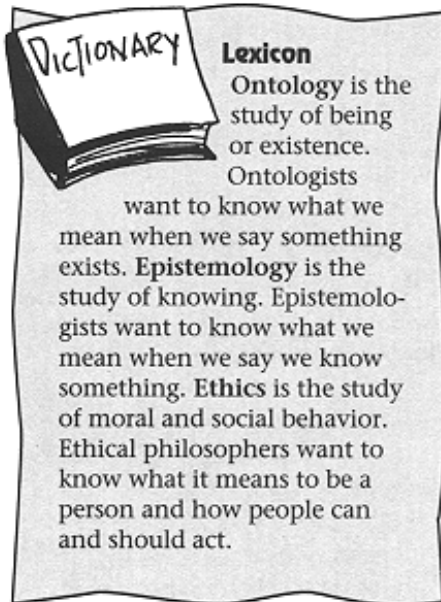 DICTIONARY
Lexicon
Ontology is the
study of being
or existence.
Ontologists
want to know what we
mean when we say something
exists. Epistemology is the
study of knowing. Epistemolo-
gists want to know what we
mean when we say we know
something. Ethics is the study
of moral and social behavior.
Ethical philosophers want to
know what it means to be a
person and how people can
and should act.